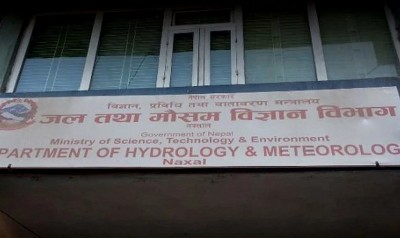 नेपाल सरकार
विज्ञान, प्रविधि तथा वातावरण मन्त्रालय
जल तथा मौसम विज्ञान विभाग
नक्साल
Government of Nepal
Ministry of Science, Technology & Environment
EPARTMENT OF HYDROLOGY & METEOROLOG
Naxal